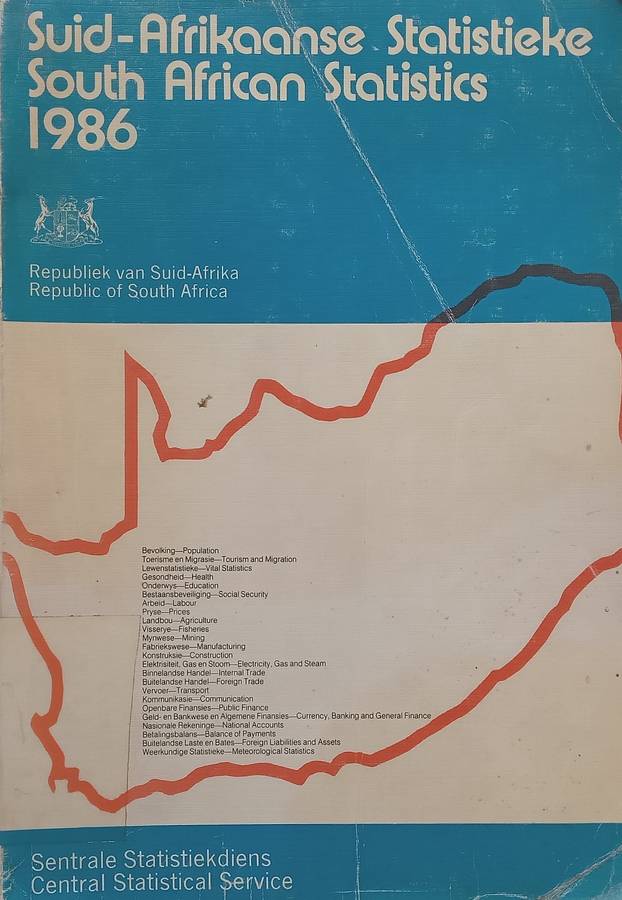 Suid-Afrikaanse Statistieke
South African Statistics
1986
Republiek van Suid-Afrika
Republic of South Africa
Bevolking—Population
Toerisme en Migrasie—Tourism and Migration
Lewenstatistieke—Vital Statistics
Gesondheid—Health
Onderwys—Education
Bestaansbeveiliging—Social Security
Arbeid—Labour
Pryse—Prices
Landbou—Agriculture
Visserye—Fisheries
Mynwese—Mining
Fabriekswese—Manufacturing
Konstruksie—Construction
Elektrisiteit, Gas en Stoom—Electricity, Gas and Steam
Binnelandse Handel—Internal Trade
Buitelandse Handel—Foreign Trade
Vervoer—Transport
Kommunikasie—Communication
Openbare Finansies—Public Finance
Geld- en Bankwese en Algemene Finansies—Currency, Banking and General Finance
Nasionale Rekeninge—National Accounts
Betalingsbalans—Balance of Payments
Buitelandse Laste en Bates—Foreign Liabilities and Assets
Weerkundige Statistieke—Meteorological Statistics
Sentrale Statistiekdiens
Central Statistical Service